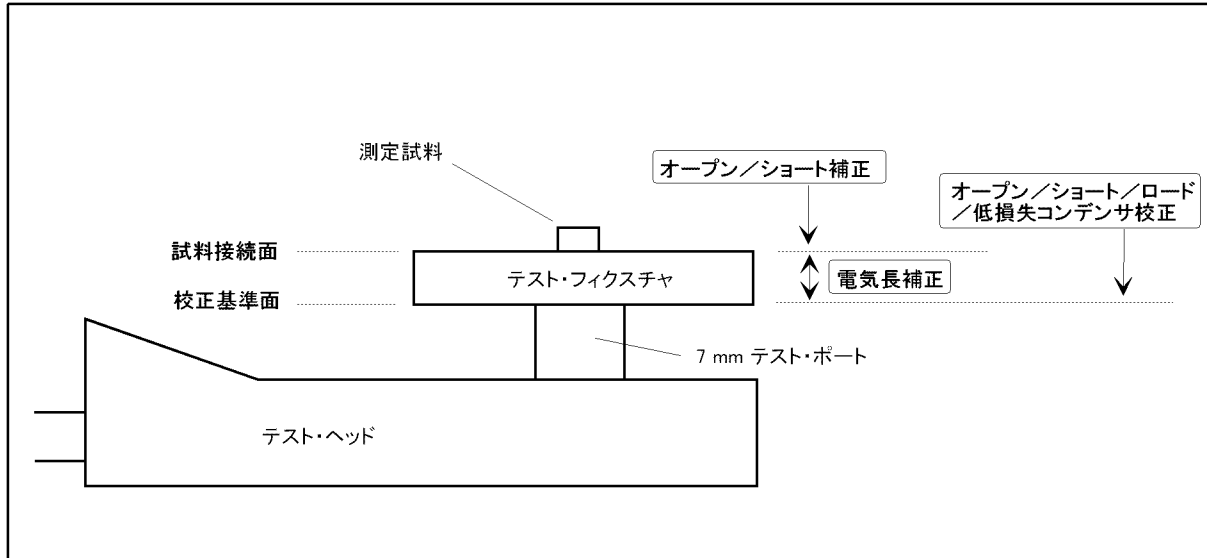 測定試料
オープン／ショート補正
オープン／ショート／ロード
／低損失コンデンサ校正
試料接続面
テスト・フィクスチャ
電気長補正
校正基準面
7 mm テスト・ポート
テスト・ヘッド